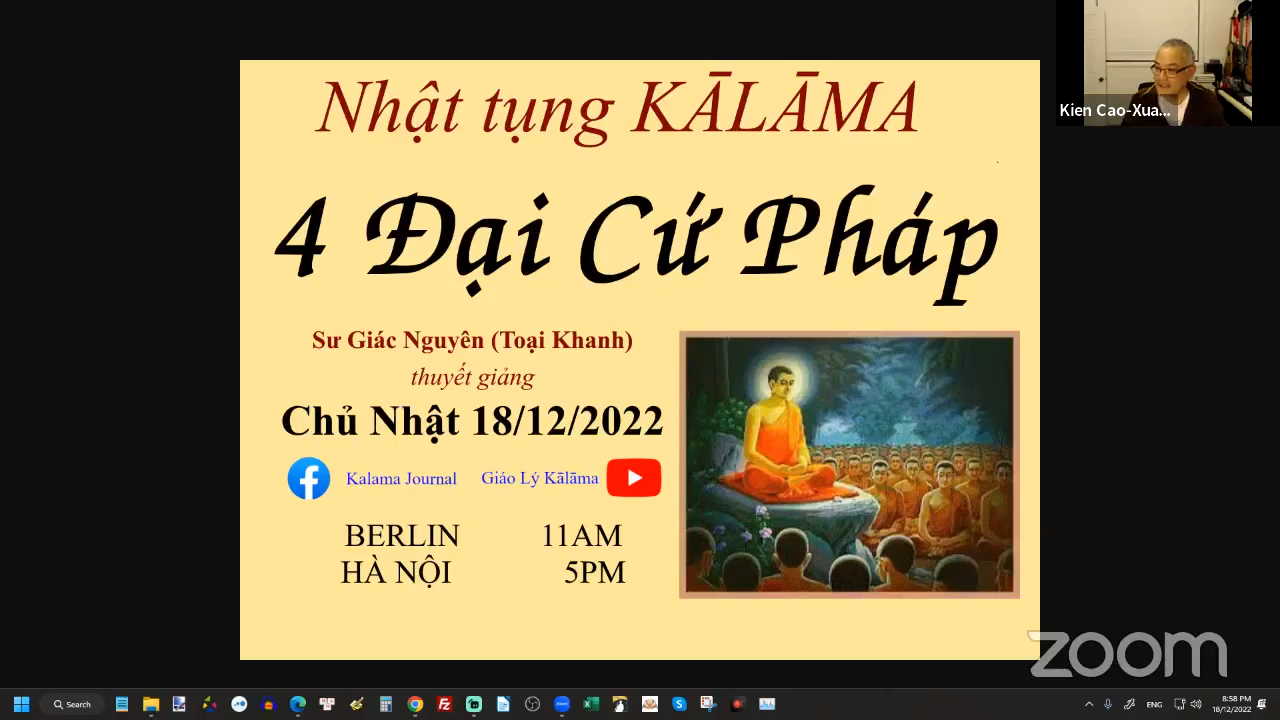 Nhật tụng KĀLĀMA
4 Đại Cứ Pháp
Sư Giác Nguyên (Toại Khanh)
thuyết giảng
Chủ Nhật 18/12/2022
Kalama Journal
Giáo Lý Kālāma
BERLIN 11AM
HÀ NỘI 5PM
Kien Cao-Xua...
zoom
Search
ENG
8:58 PM
18/12/2022